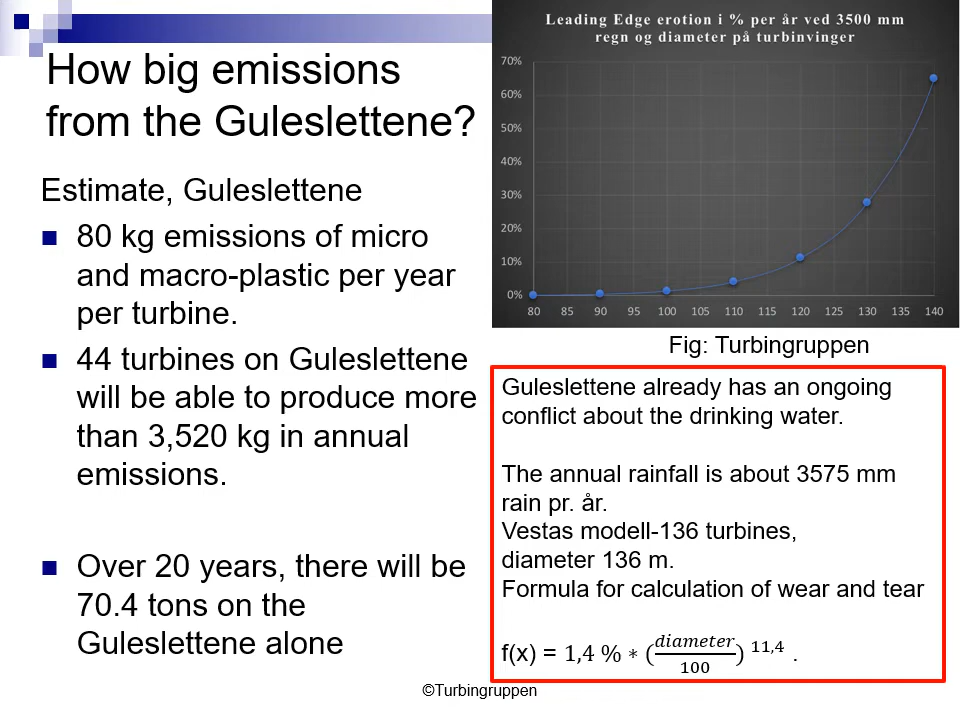 How big emissions
from the Guleslettene?
Estimate, Guleslettene
80 kg emissions of micro
and macro-plastic per year
per turbine.
44 turbines on Guleslettene
will be able to produce more
than 3,520 kg in annual
emissions.
Over 20 years, there will be
70.4 tons on the
Guleslettene alone
Leading Edge erotion i % per år ved 3500 mm
regn og diameter på turbinvinger
70%
60%
50%
40%
30%
20%
10%
0%
80 85 90 95 100 105 110 115 120 125 130 135 140
Fig: Turbingruppen
Guleslettene already has an ongoing
conflict about the drinking water.
The annual rainfall is about 3575 mm
rain pr. år.
Vestas modell-136 turbines,
diameter 136 m.
Formula for calculation of wear and tear
f(x) = 1,4 % ∗ (diameter/100) 11,4 .
©Turbingruppen